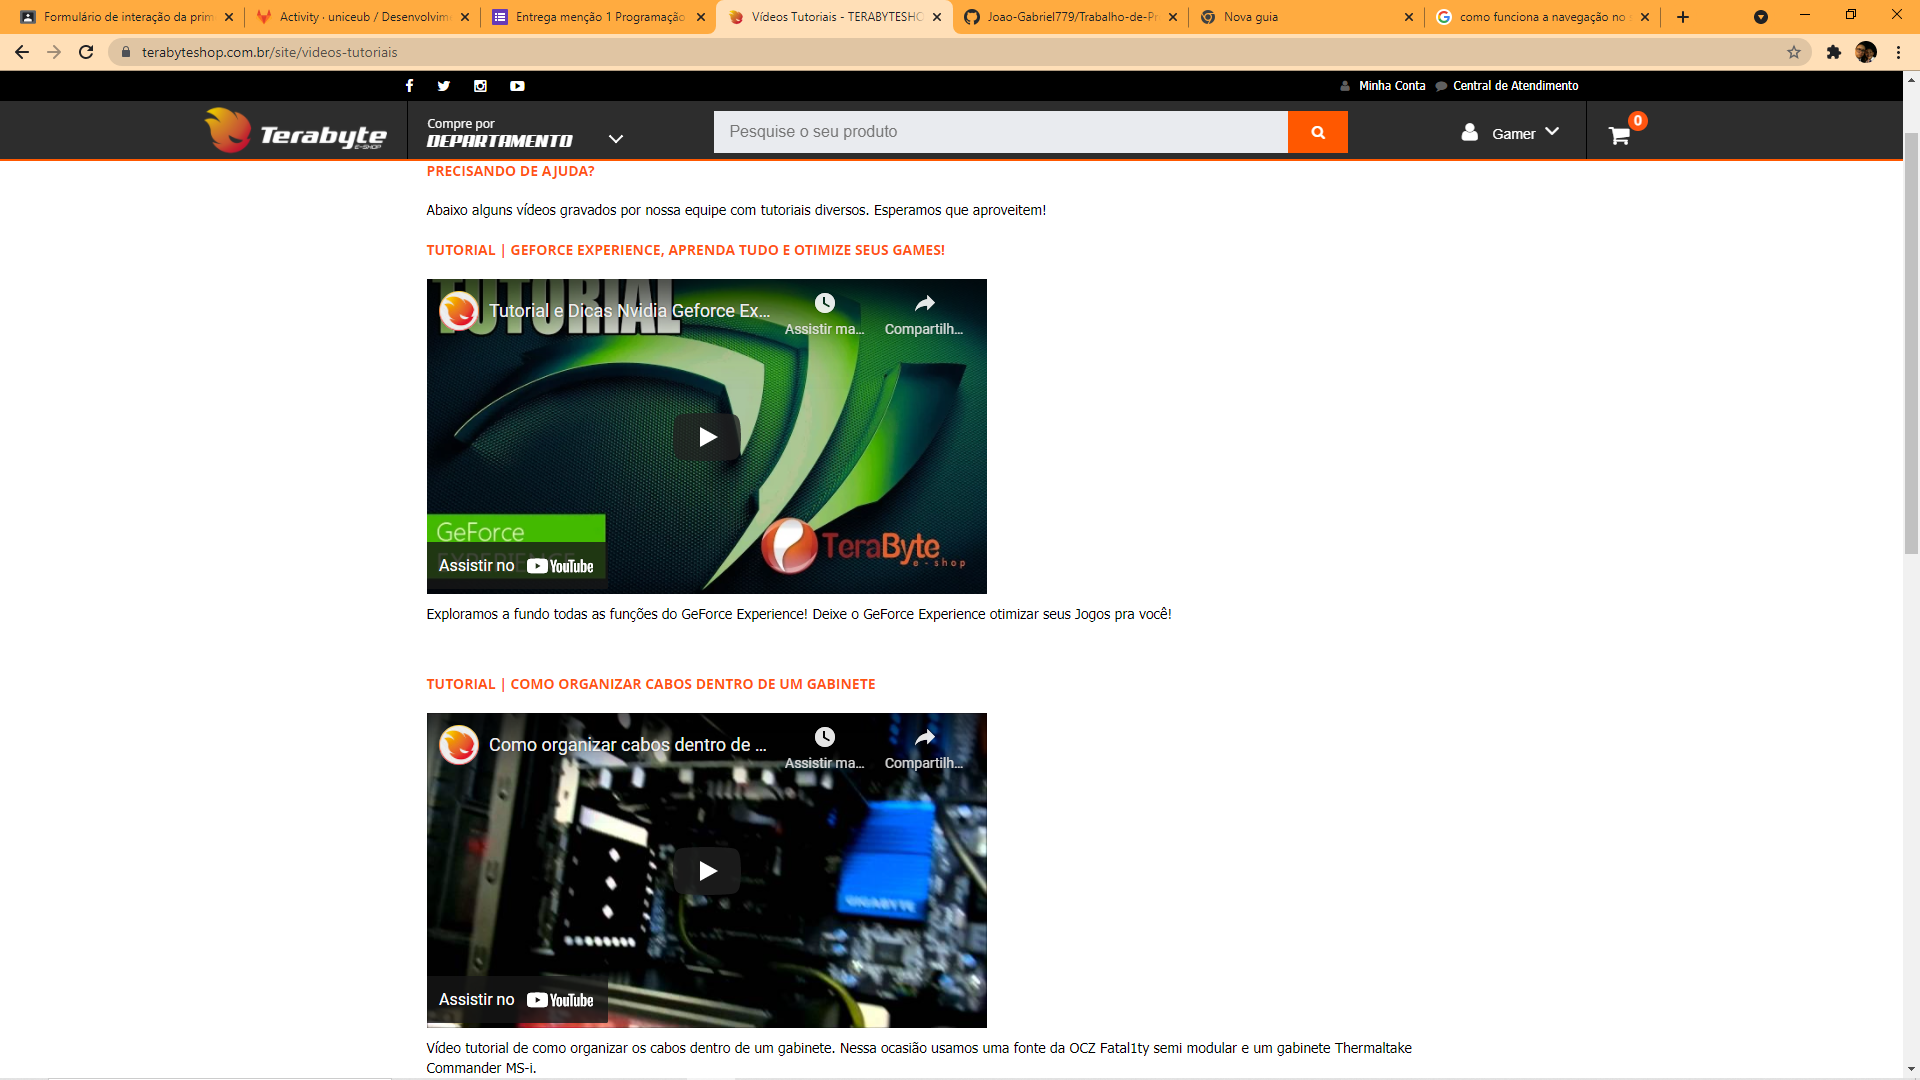 Formulário de interação da prim
Activity · uniceub / Desenvolvim
Entrega menção 1 Programação
Vídeos Tutoriais - TERABYTESHO
Joao-Gabriel779/Trabalho-de-Pr
Nova guia
como funciona a navegação no s
terabyteshop.com.br/site/videos-tutoriais
Minha Conta
Central de Atendimento
Terabyte
E-SHOP
Compre por
DEPARTAMENTO
Pesquise o seu produto
Gamer
0
PRECISANDO DE AJUDA?
Abaixo alguns vídeos gravados por nossa equipe com tutoriais diversos. Esperamos que aproveitem!
TUTORIAL | GEFORCE EXPERIENCE, APRENDA TUDO E OTIMIZE SEUS GAMES!
TUTORIAL
Tutorial e Dicas Nvidia Geforce Ex...
Assistir ma...
Compartilh...
GeForce
EXPERIENCE
TeraByte
e-shop
Assistir no YouTube
Exploramos a fundo todas as funções do GeForce Experience! Deixe o GeForce Experience otimizar seus Jogos pra você!
TUTORIAL | COMO ORGANIZAR CABOS DENTRO DE UM GABINETE
Como organizar cabos dentro de ...
Assistir ma...
Compartilh...
GIGABYTE
Assistir no YouTube
Vídeo tutorial de como organizar os cabos dentro de um gabinete. Nessa ocasião usamos uma fonte da OCZ Fatal1ty semi modular e um gabinete Thermaltake
Commander MS-i.